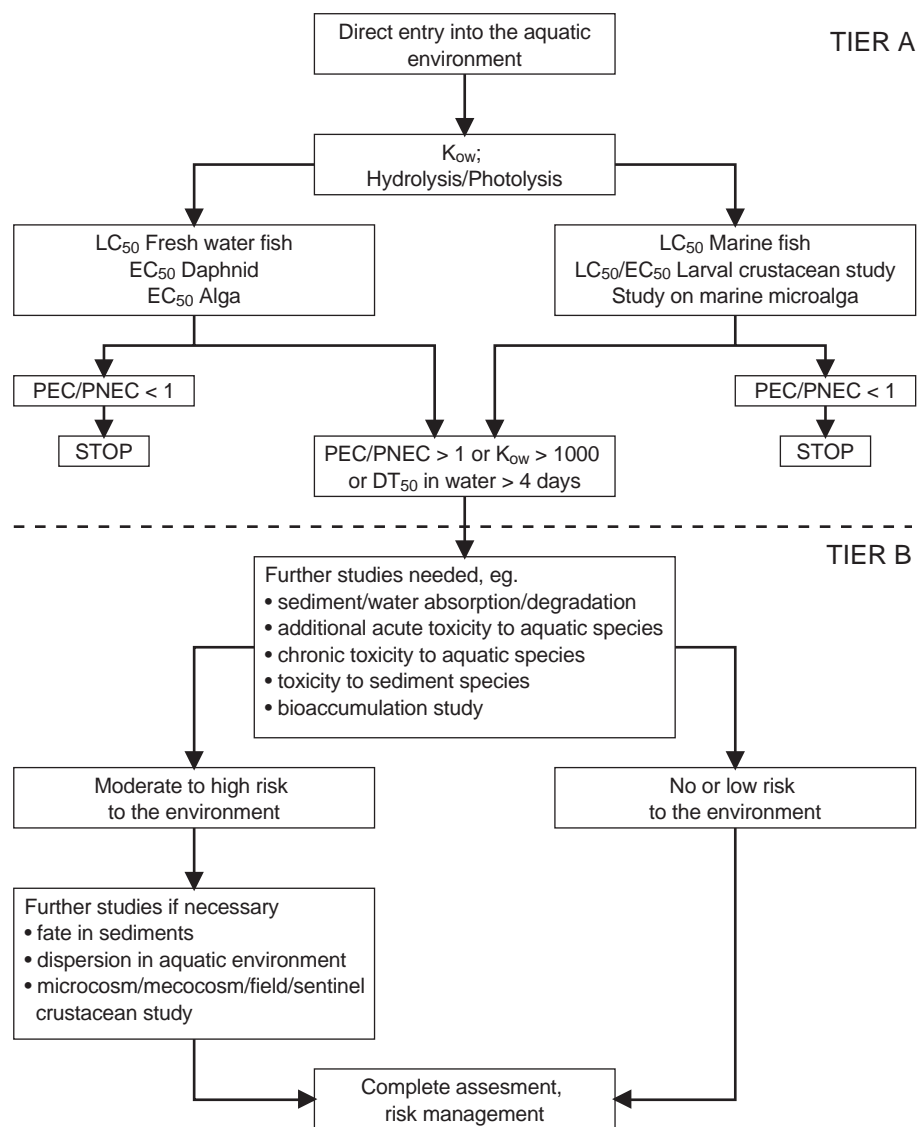 Direct entry into the aquatic
environment
TIER A
Kow;
Hydrolysis/Photolysis
LC50 Fresh water fish
EC50 Daphnid
EC50 Alga
LC50 Marine fish
LC50/EC50 Larval crustacean study
Study on marine microalga
PEC/PNEC < 1
PEC/PNEC < 1
STOP
STOP
PEC/PNEC > 1 or Kow > 1000
or DT50 in water > 4 days
TIER B
Further studies needed, eg.
• sediment/water absorption/degradation
• additional acute toxicity to aquatic species
• chronic toxicity to aquatic species
• toxicity to sediment species
• bioaccumulation study
Moderate to high risk
to the environment
No or low risk
to the environment
Further studies if necessary
• fate in sediments
• dispersion in aquatic environment
• microcosm/mecocosm/field/sentinel
crustacean study
Complete assesment,
risk management